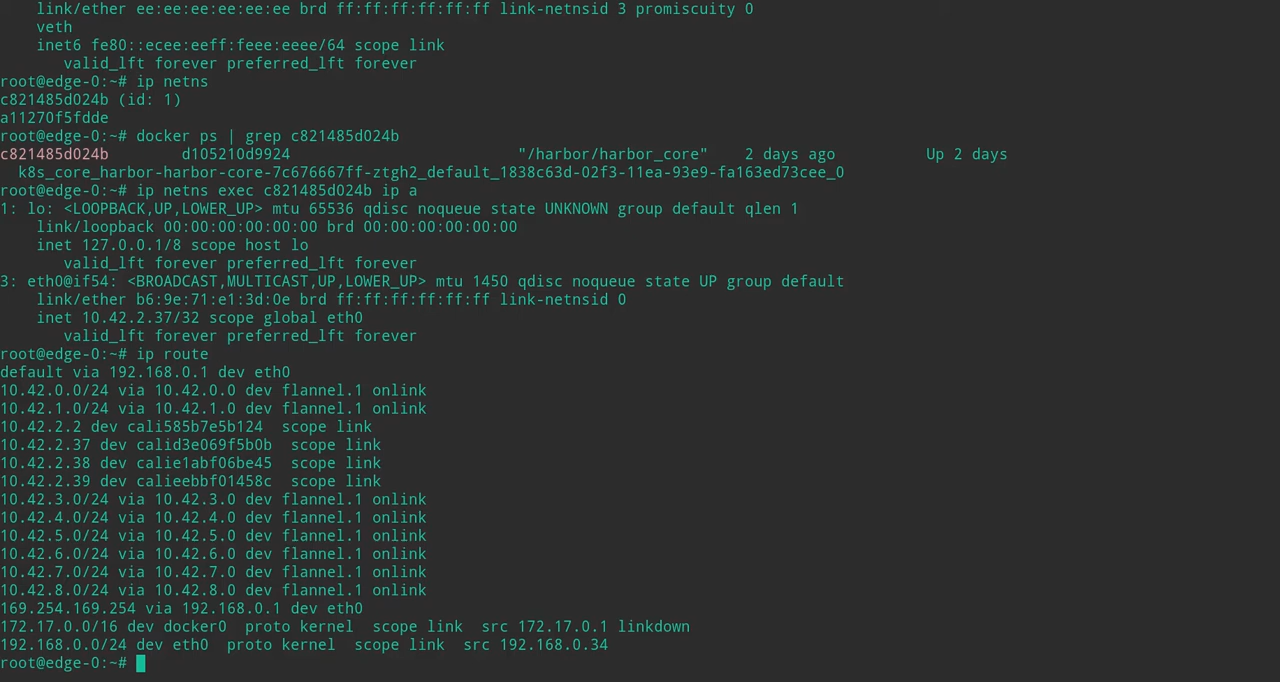 link/ether ee:ee:ee:ee:ee:ee brd ff:ff:ff:ff:ff:ff link-netnsid 3 promiscuity 0
veth
inet6 fe80::ecee:eeff:feee:eeee/64 scope link
valid_lft forever preferred_lft forever
root@edge-0:~# ip netns
c821485d024b (id: 1)
a11270f5fdde
root@edge-0:~# docker ps | grep c821485d024b
c821485d024b        d105210d9924                         "/harbor/harbor_core"    2 days ago          Up 2 days
k8s_core_harbor-harbor-core-7c676667ff-ztgh2_default_1838c63d-02f3-11ea-93e9-fa163ed73cee_0
root@edge-0:~# ip netns exec c821485d024b ip a
1: lo: <LOOPBACK,UP,LOWER_UP> mtu 65536 qdisc noqueue state UNKNOWN group default qlen 1
link/loopback 00:00:00:00:00:00 brd 00:00:00:00:00:00
inet 127.0.0.1/8 scope host lo
valid_lft forever preferred_lft forever
3: eth0@if54: <BROADCAST,MULTICAST,UP,LOWER_UP> mtu 1450 qdisc noqueue state UP group default
link/ether b6:9e:71:e1:3d:0e brd ff:ff:ff:ff:ff:ff link-netnsid 0
inet 10.42.2.37/32 scope global eth0
valid_lft forever preferred_lft forever
root@edge-0:~# ip route
default via 192.168.0.1 dev eth0
10.42.0.0/24 via 10.42.0.0 dev flannel.1 onlink
10.42.1.0/24 via 10.42.1.0 dev flannel.1 onlink
10.42.2.2 dev cali585b7e5b124  scope link
10.42.2.37 dev calid3e069f5b0b  scope link
10.42.2.38 dev calie1abf06be45  scope link
10.42.2.39 dev calieebbf01458c  scope link
10.42.3.0/24 via 10.42.3.0 dev flannel.1 onlink
10.42.4.0/24 via 10.42.4.0 dev flannel.1 onlink
10.42.5.0/24 via 10.42.5.0 dev flannel.1 onlink
10.42.6.0/24 via 10.42.6.0 dev flannel.1 onlink
10.42.7.0/24 via 10.42.7.0 dev flannel.1 onlink
10.42.8.0/24 via 10.42.8.0 dev flannel.1 onlink
169.254.169.254 via 192.168.0.1 dev eth0
172.17.0.0/16 dev docker0  proto kernel  scope link  src 172.17.0.1 linkdown
192.168.0.0/24 dev eth0  proto kernel  scope link  src 192.168.0.34
root@edge-0:~#